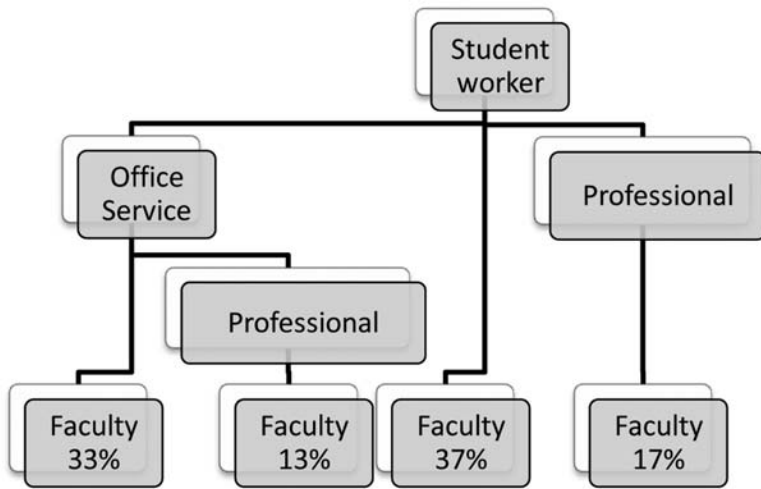 Student
worker
Office
Service
Professional
Professional
Faculty
33%
Faculty
13%
Faculty
37%
Faculty
17%